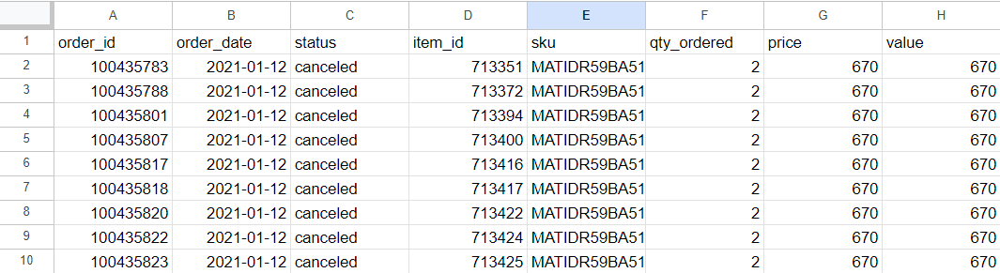 A B C D E F G H
1 order_id order_date status item_id sku qty_ordered price value
2 100435783 2021-01-12 canceled 713351 MATIDR59BA51 2 670 670
3 100435788 2021-01-12 canceled 713372 MATIDR59BA51 2 670 670
4 100435801 2021-01-12 canceled 713394 MATIDR59BA51 2 670 670
5 100435807 2021-01-12 canceled 713400 MATIDR59BA51 2 670 670
6 100435817 2021-01-12 canceled 713416 MATIDR59BA51 2 670 670
7 100435818 2021-01-12 canceled 713417 MATIDR59BA51 2 670 670
8 100435820 2021-01-12 canceled 713422 MATIDR59BA51 2 670 670
9 100435822 2021-01-12 canceled 713424 MATIDR59BA51 2 670 670
10 100435823 2021-01-12 canceled 713425 MATIDR59BA51 2 670 670